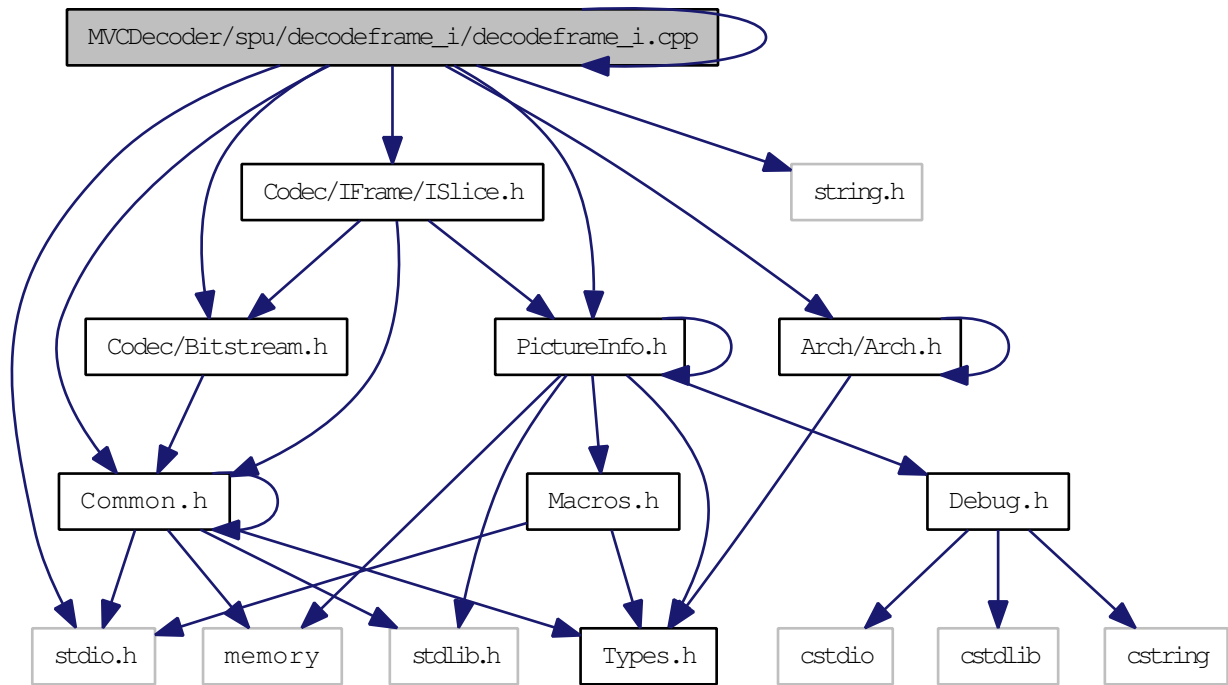 MVCDecoder/spu/decodeframe_i/decodeframe_i.cpp
Codec/IFrame/ISlice.h
string.h
Codec/Bitstream.h
PictureInfo.h
Arch/Arch.h
Common.h
Macros.h
Debug.h
stdio.h
memory
stdlib.h
Types.h
cstdio
cstdlib
cstring